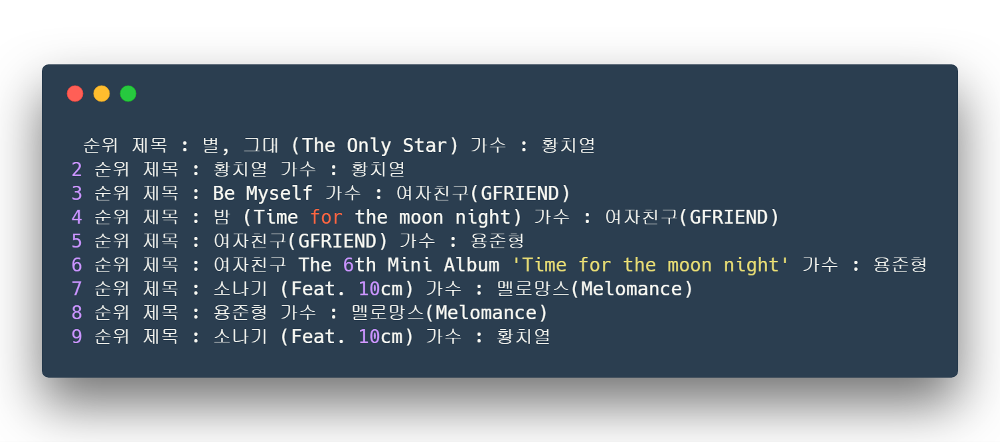 순위 제목 : 별, 그대 (The Only Star) 가수 : 황치열
2 순위 제목 : 황치열 가수 : 황치열
3 순위 제목 : Be Myself 가수 : 여자친구(GFRIEND)
4 순위 제목 : 밤 (Time for the moon night) 가수 : 여자친구(GFRIEND)
5 순위 제목 : 여자친구(GFRIEND) 가수 : 용준형
6 순위 제목 : 여자친구 The 6th Mini Album 'Time for the moon night' 가수 : 용준형
7 순위 제목 : 소나기 (Feat. 10cm) 가수 : 멜로망스(Melomance)
8 순위 제목 : 용준형 가수 : 멜로망스(Melomance)
9 순위 제목 : 소나기 (Feat. 10cm) 가수 : 황치열